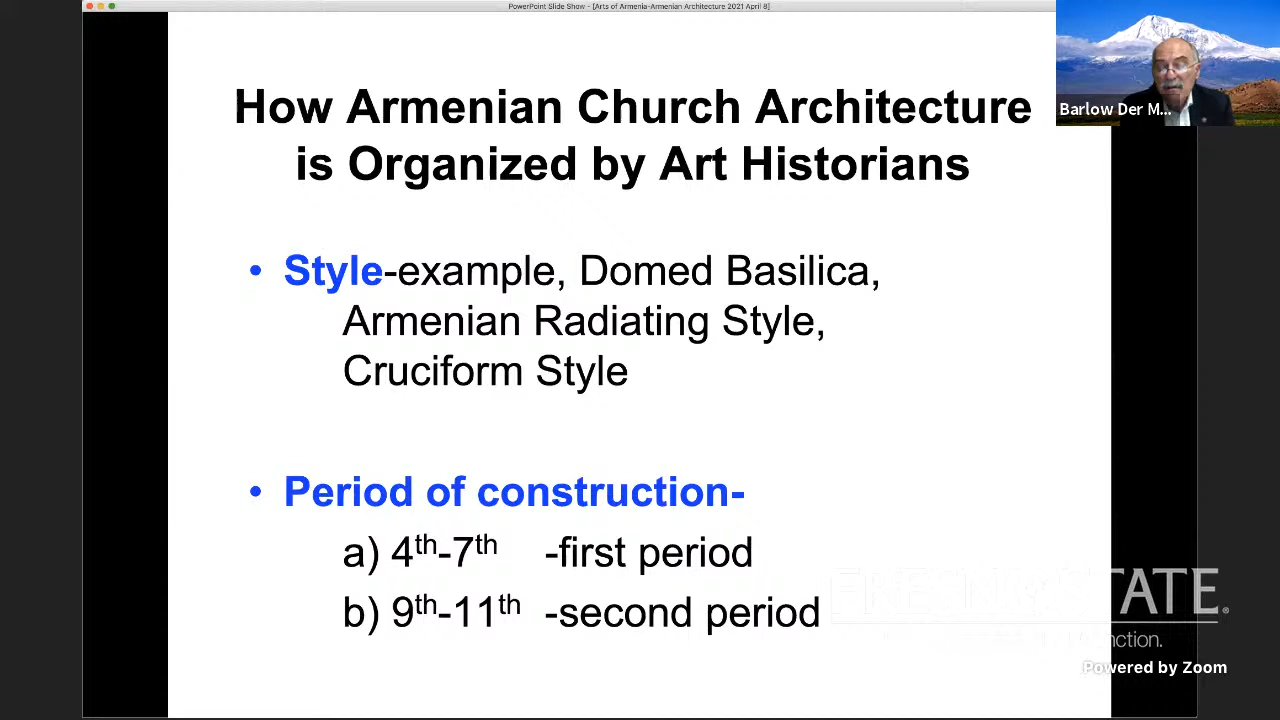 PowerPoint Slide Show - [Arts of Armenia-Armenian Architecture 2021 April 8]
How Armenian Church Architecture
is Organized by Art Historians
Barlow Der M...
• Style-example, Domed Basilica,
Armenian Radiating Style,
Cruciform Style
• Period of construction-
a) 4th-7th -first period
b) 9th-11th -second period
FRESNO STATE®
Powered by Zoom